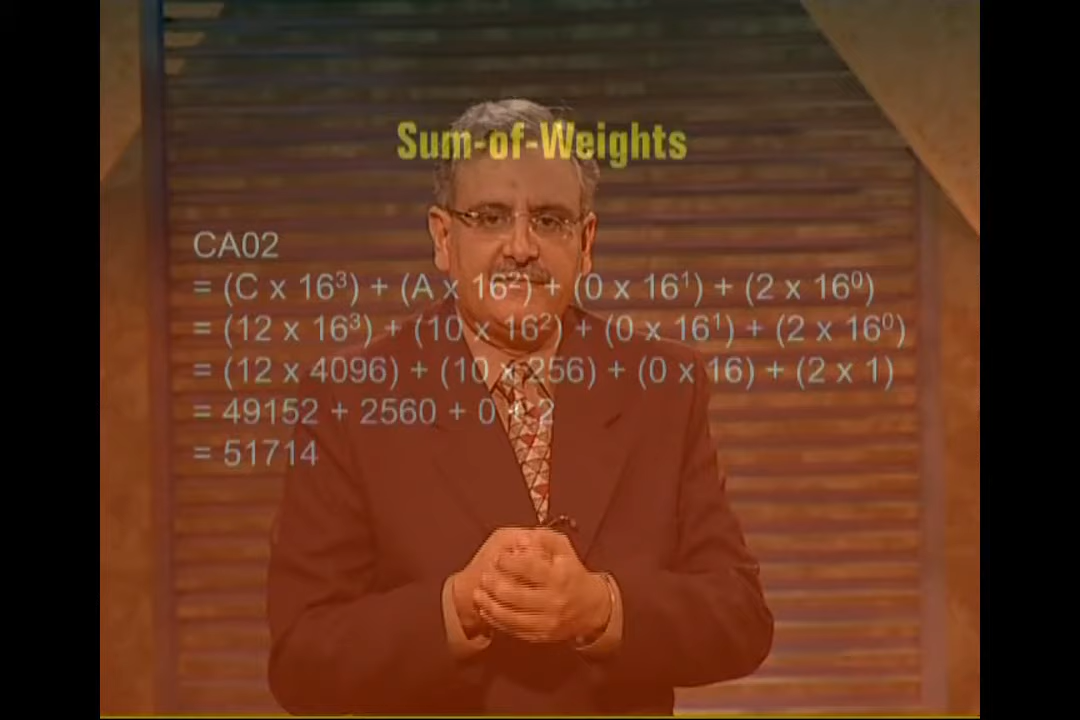 Sum-of-Weights
CA02
= (C x 16³) + (A x 16²) + (0 x 16¹) + (2 x 16⁰)
= (12 x 16³) + (10 x 16²) + (0 x 16¹) + (2 x 16⁰)
= (12 x 4096) + (10 x 256) + (0 x 16) + (2 x 1)
= 49152 + 2560 + 0 + 2
= 51714